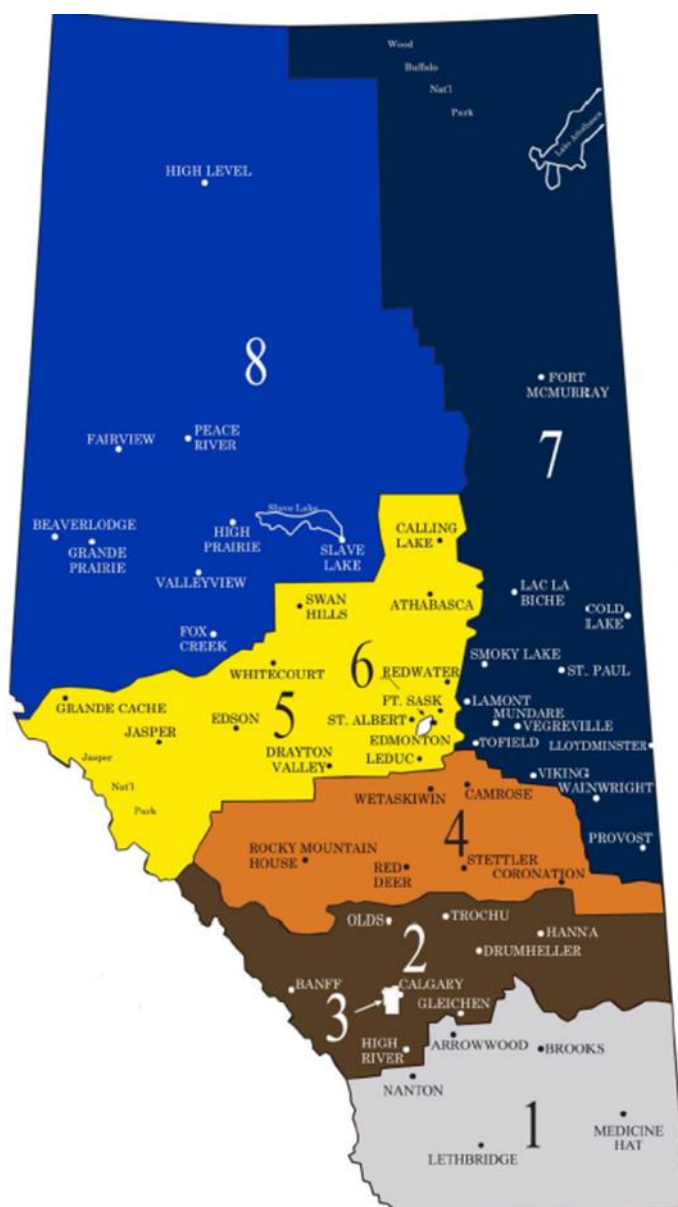 Wood
Buffalo
Nat'l
Park
Lake Athabasca
HIGH LEVEL
8
FORT
MCMURRAY
7
PEACE
RIVER
FAIRVIEW
Slave Lake
BEAVERLODGE
GRANDE
PRAIRIE
HIGH
PRAIRIE
SLAVE
LAKE
VALLEYVIEW
CALLING
LAKE
ATHABASCA
LAC LA
BICHE
COLD
LAKE
SWAN
HILLS
FOX
CREEK
WHITECOURT
6
REDWATER
SMOKY LAKE
ST. PAUL
GRANDE CACHE
5
FT. SASK
LAMONT
MUNDARE
VEGREVILLE
JASPER
EDSON
ST. ALBERT
EDMONTON
TOFIELD
LLOYDMINSTER
Jasper
Nat'l
Park
DRAYTON
VALLEY
LEDUC
VIKING
WAINWRIGHT
WETASKIWIN
CAMROSE
4
PROVOST
ROCKY MOUNTAIN
HOUSE
RED
DEER
STETTLER
CORONATION
OLDS
TROCHU
2
HANNA
DRUMHELLER
BANFF
CALGARY
3
GLEICHEN
HIGH
RIVER
ARROWWOOD
BROOKS
NANTON
1
MEDICINE
HAT
LETHBRIDGE